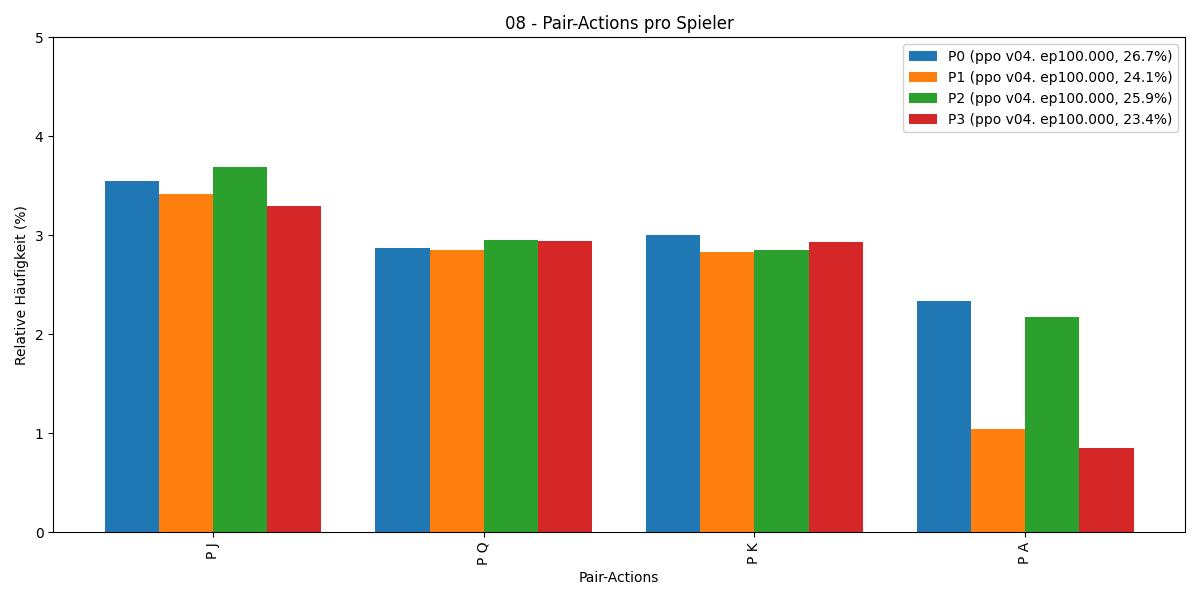 08 - Pair-Actions pro Spieler
P0 (ppo v04. ep100.000, 26.7%)
P1 (ppo v04. ep100.000, 24.1%)
P2 (ppo v04. ep100.000, 25.9%)
P3 (ppo v04. ep100.000, 23.4%)
Relative Häufigkeit (%)
5
4
3
2
1
0
P J
P Q
P K
P A
Pair-Actions